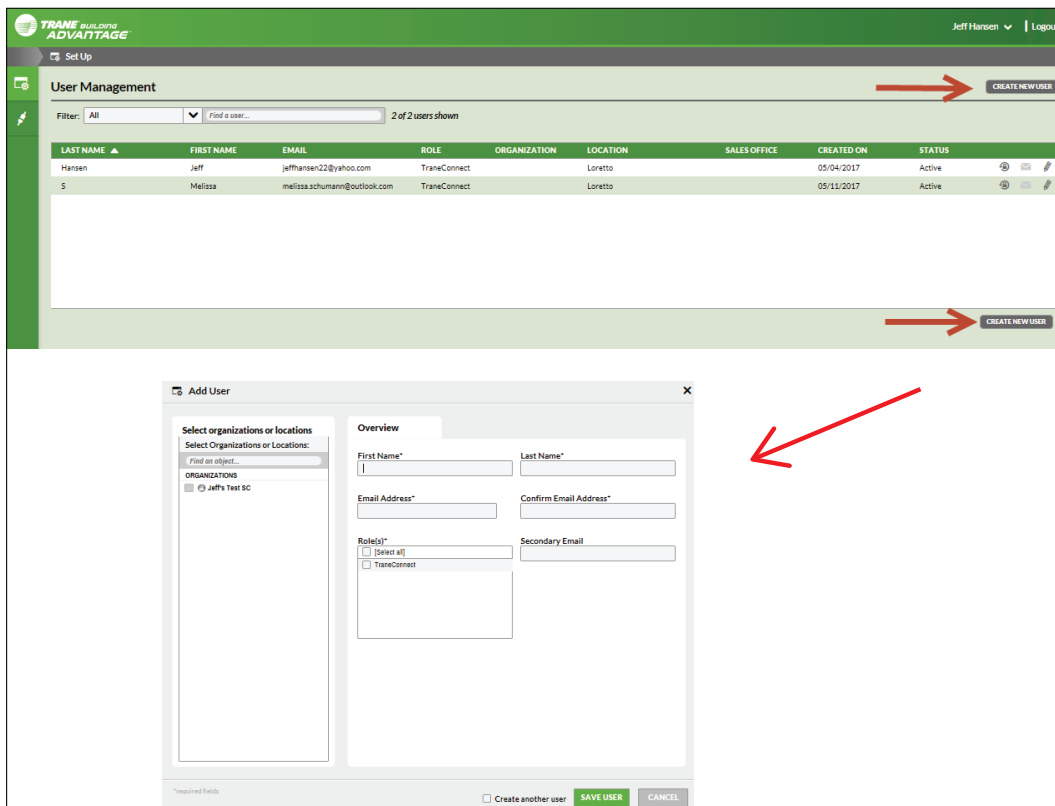 TRANE BUILDING
ADVANTAGE
Jeff Hansen | Logou
Set Up
User Management
CREATE NEW USER
Filter: All Find a user... 2 of 2 users shown
LAST NAME FIRST NAME EMAIL ROLE ORGANIZATION LOCATION SALES OFFICE CREATED ON STATUS
Hansen Jeff jeffhansen22@yahoo.com TraneConnect Loretto 05/04/2017 Active
S Melissa melissa.schumann@outlook.com TraneConnect Loretto 05/11/2017 Active
CREATE NEW USER
Add User
Select organizations or locations
Select Organizations or Locations:
Find an object...
ORGANIZATIONS
Jeff's Test SC
Overview
First Name* Last Name*
Email Address* Confirm Email Address*
Role(s)* Secondary Email
[Select all]
TraneConnect
*required fields
Create another user SAVE USER CANCEL